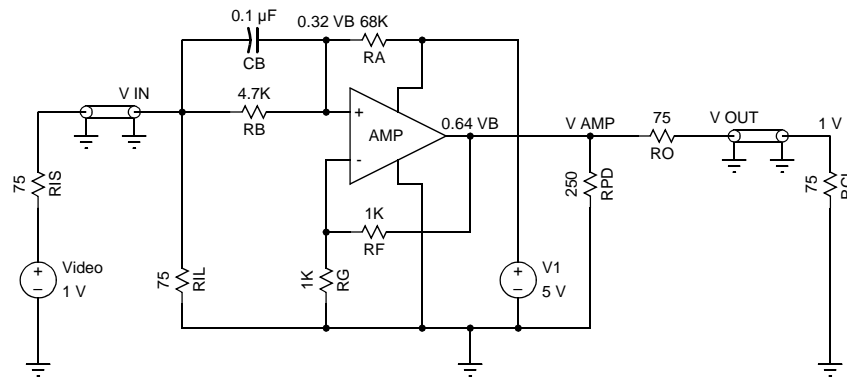 0.1 µF
0.32 VB 68K
CB
RA
V IN
4.7K
RB
+
AMP
-
0.64 VB
V AMP
75
RO
V OUT
1 V
75
RIS
250
RPD
75
1K
RF
Video
1 V
+
−
75
RIL
1K
RG
V1
5 V
+
−